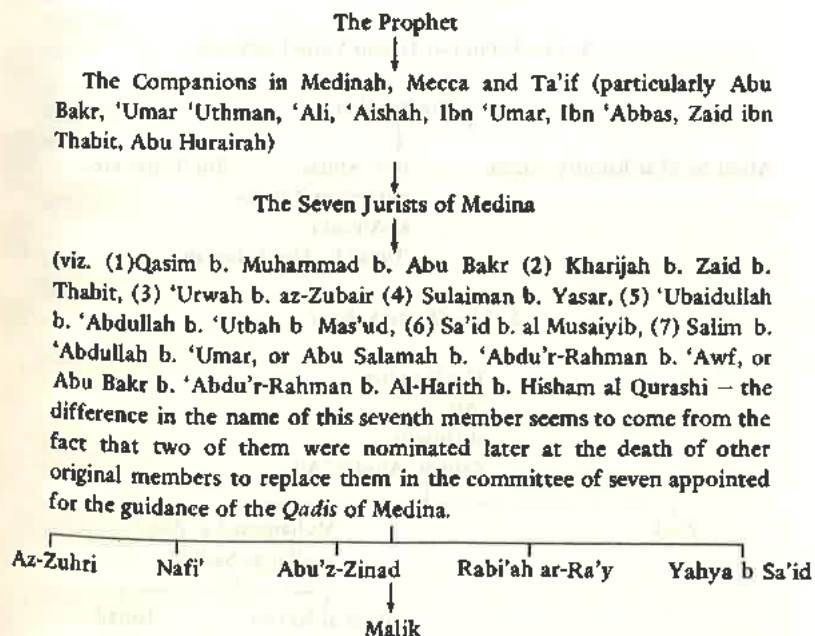 The Prophet
The Companions in Medinah, Mecca and Ta'if (particularly Abu
Bakr, 'Umar 'Uthman, 'Ali, 'Aishah, Ibn 'Umar, Ibn 'Abbas, Zaid ibn
Thabit, Abu Hurairah)
The Seven Jurists of Medina
(viz. (1)Qasim b. Muhammad b. Abu Bakr (2) Kharijah b. Zaid b.
Thabit, (3) 'Urwah b. az-Zubair (4) Sulaiman b. Yasar, (5) 'Ubaidullah
b. 'Abdullah b. 'Utbah b Mas'ud, (6) Sa'id b. al Musaiyib, (7) Salim b.
'Abdullah b. 'Umar, or Abu Salamah b. 'Abdu'r-Rahman b. 'Awf, or
Abu Bakr b. 'Abdu'r-Rahman b. Al-Harith b. Hisham al Qurashi – the
difference in the name of this seventh member seems to come from the
fact that two of them were nominated later at the death of other
original members to replace them in the committee of seven appointed
for the guidance of the Qadis of Medina.
Az-Zuhri Nafi' Abu'z-Zinad Rabi'ah ar-Ra'y Yahya b Sa'id
Malik